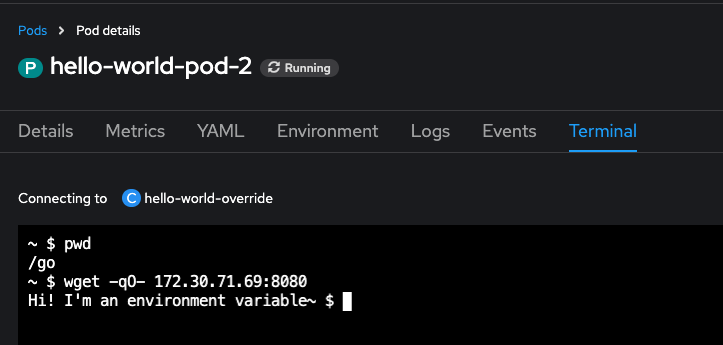 Pods > Pod details
P hello-world-pod-2 Running
Details Metrics YAML Environment Logs Events Terminal
Connecting to C hello-world-override
~ $ pwd
/go
~ $ wget -qO- 172.30.71.69:8080
Hi! I'm an environment variable~ $